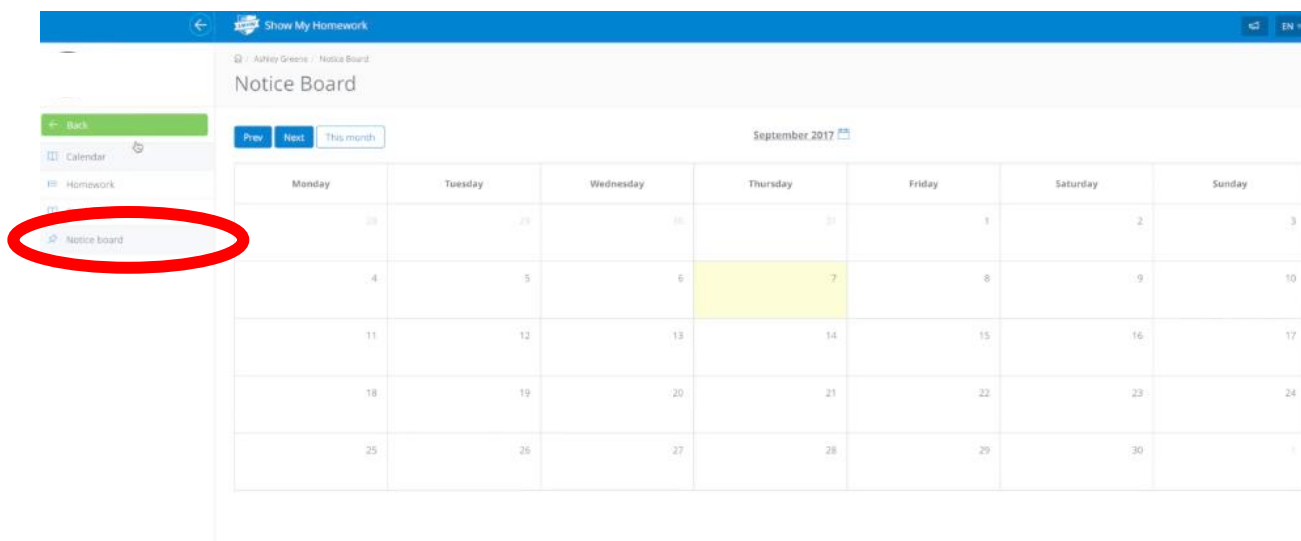 Show My Homework
EN
/ Ashley Greens / Notice Board
Notice Board
Back
Calendar
Homework
Notice board
Prev Next This month
September 2017
Monday Tuesday Wednesday Thursday Friday Saturday Sunday
28 29 30 31 1 2 3
4 5 6 7 8 9 10
11 12 13 14 15 16 17
18 19 20 21 22 23 24
25 26 27 28 29 30 1